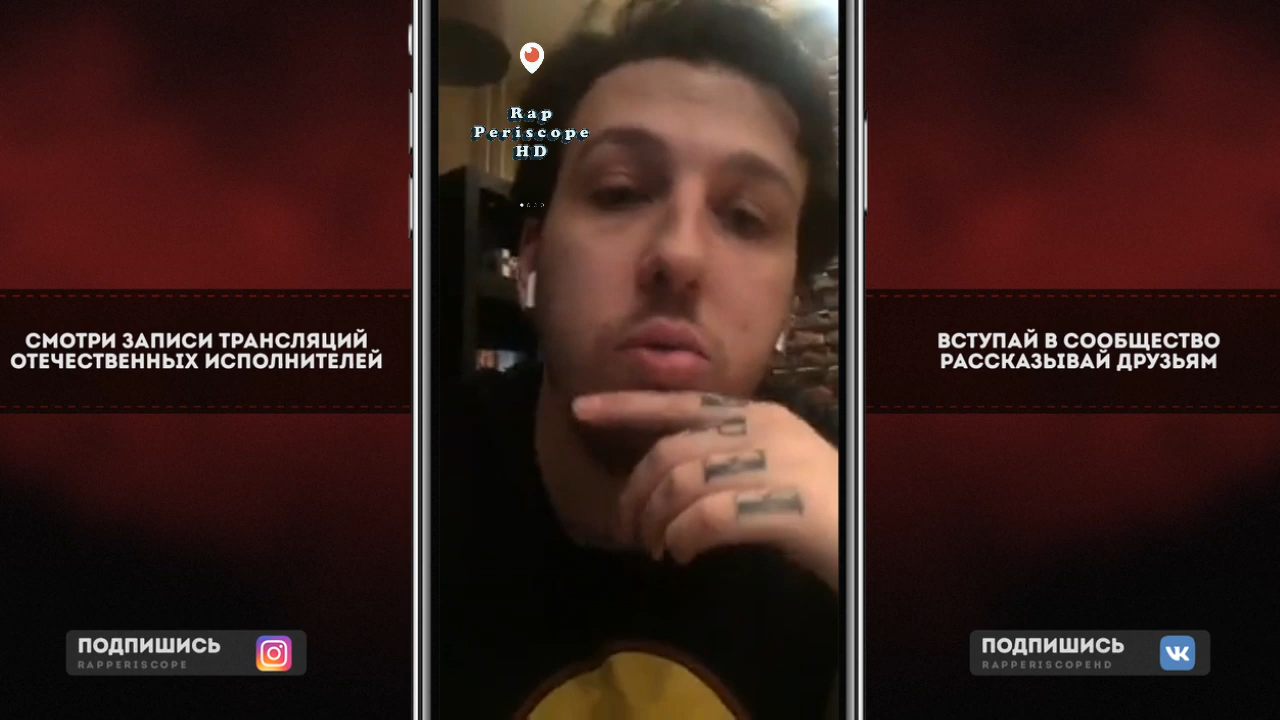 Rap
Periscope
HD
СМОТРИ ЗАПИСИ ТРАНСЛЯЦИЙ
ОТЕЧЕСТВЕННЫХ ИСПОЛНИТЕЛЕЙ
ВСТУПАЙ В СООБЩЕСТВО
РАССКАЗЫВАЙ ДРУЗЬЯМ
ПОДПИШИСЬ
RAPPERISCOPE
ПОДПИШИСЬ
RAPPERISCOPEHD